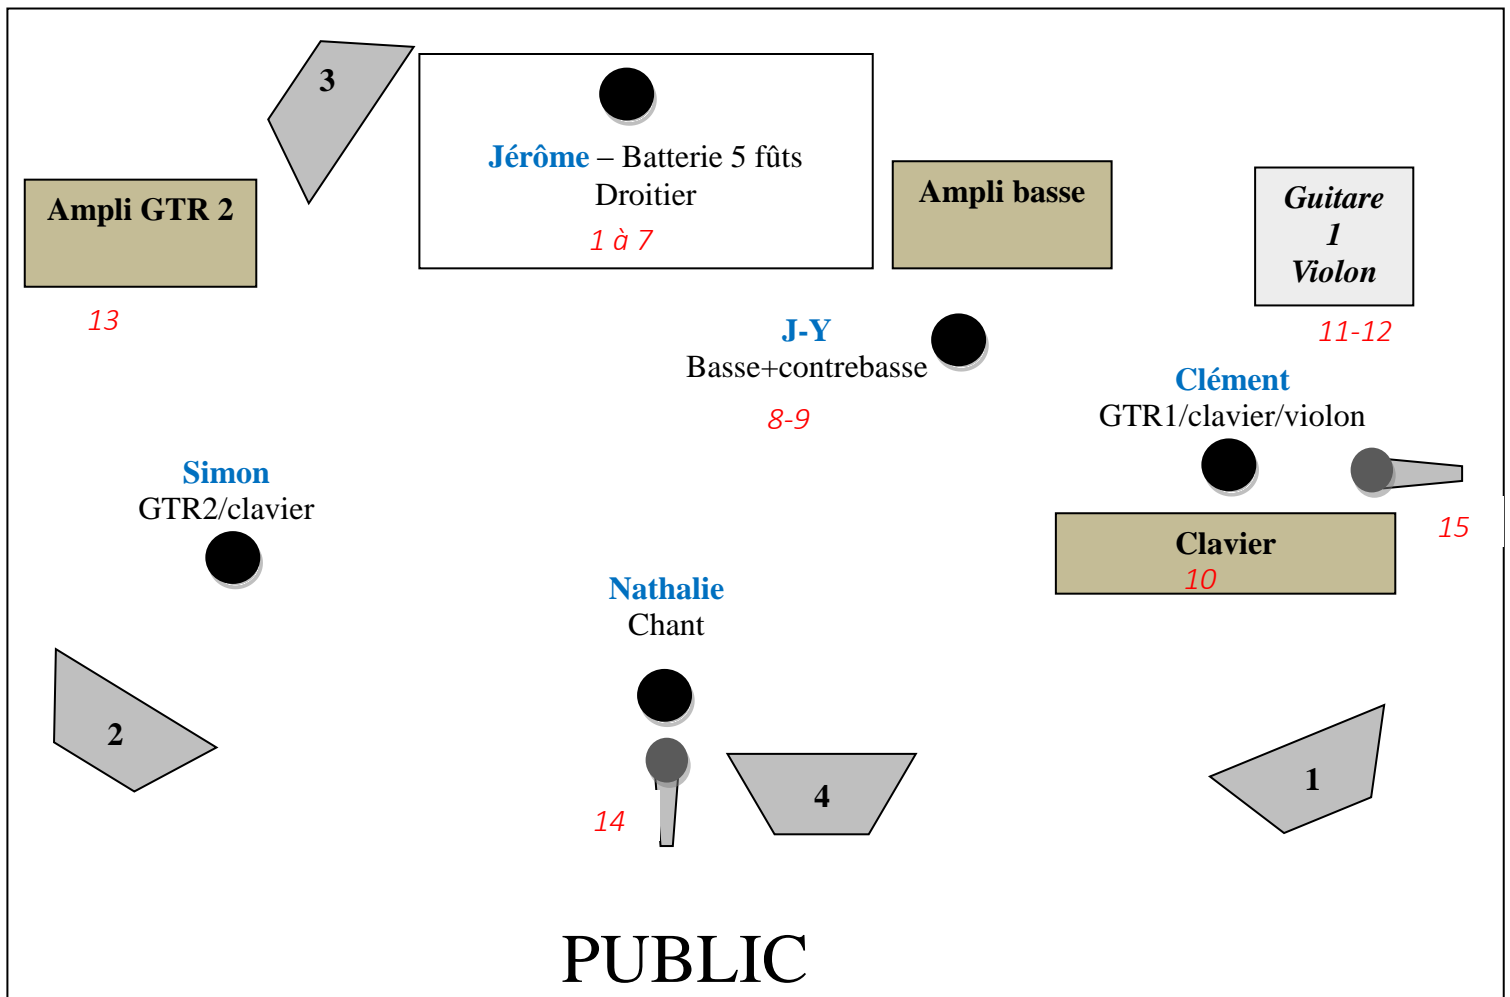 3
Jérôme – Batterie 5 fûts
Droitier
1 à 7
Ampli GTR 2
13
Ampli basse
Guitare
1
Violon
11-12
J-Y
Basse+contrebasse
8-9
Clément
GTR1/clavier/violon
15
Clavier
10
Simon
GTR2/clavier
Nathalie
Chant
14
2
4
1
PUBLIC